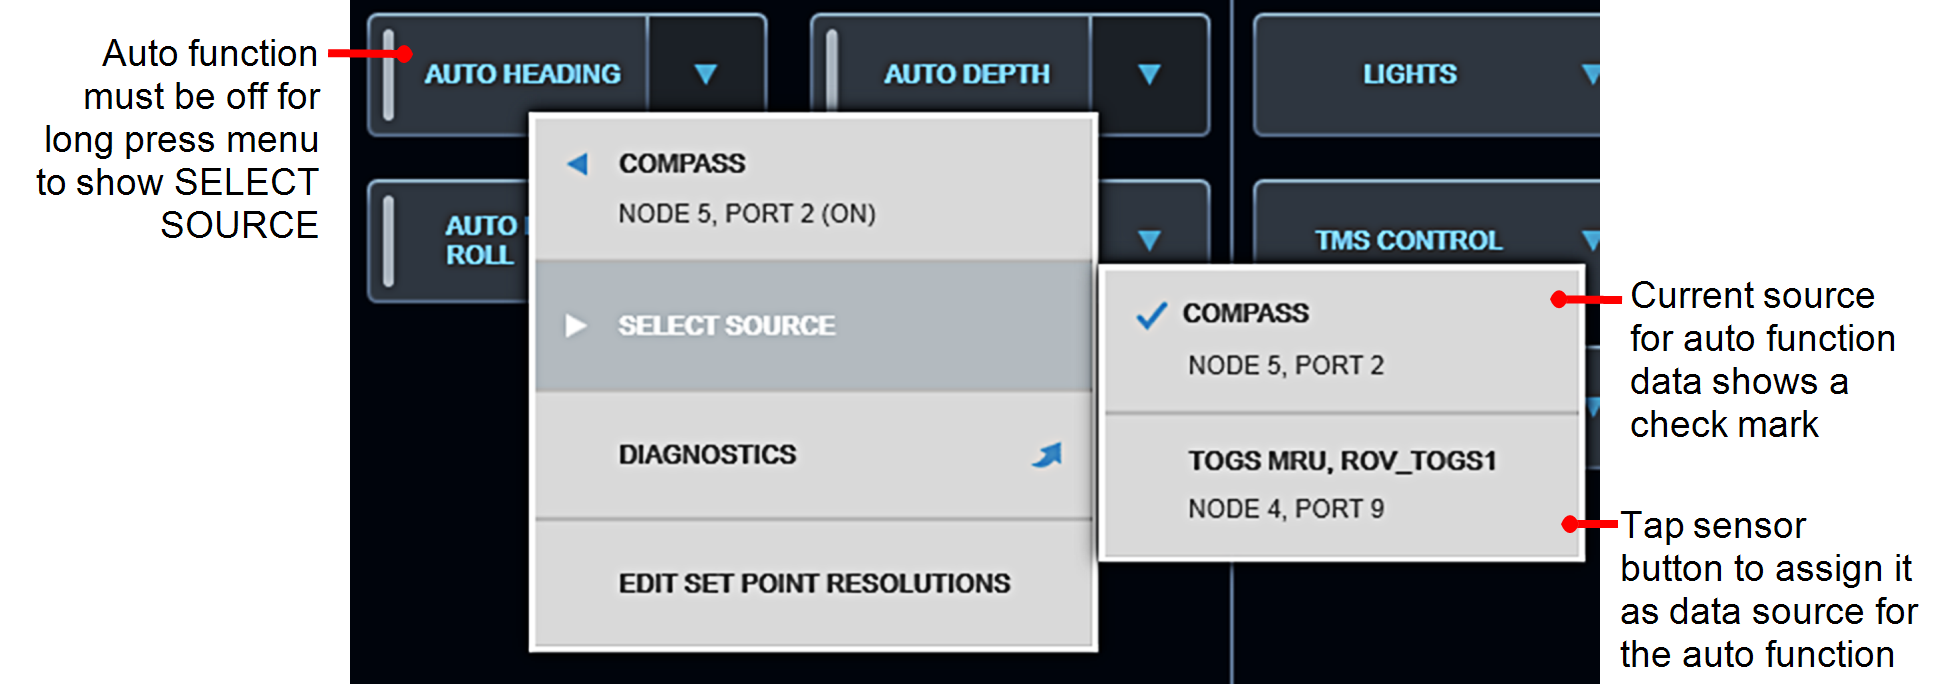 Auto function
must be off for
long press menu
to show SELECT
SOURCE
AUTO HEADING
AUTO DEPTH
LIGHTS
COMPASS
NODE 5, PORT 2 (ON)
AUTO
ROLL
TMS CONTROL
SELECT SOURCE
COMPASS
NODE 5, PORT 2
Current source
for auto function
data shows a
check mark
DIAGNOSTICS
TOGS MRU, ROV_TOGS1
NODE 4, PORT 9
EDIT SET POINT RESOLUTIONS
Tap sensor
button to assign it
as data source for
the auto function